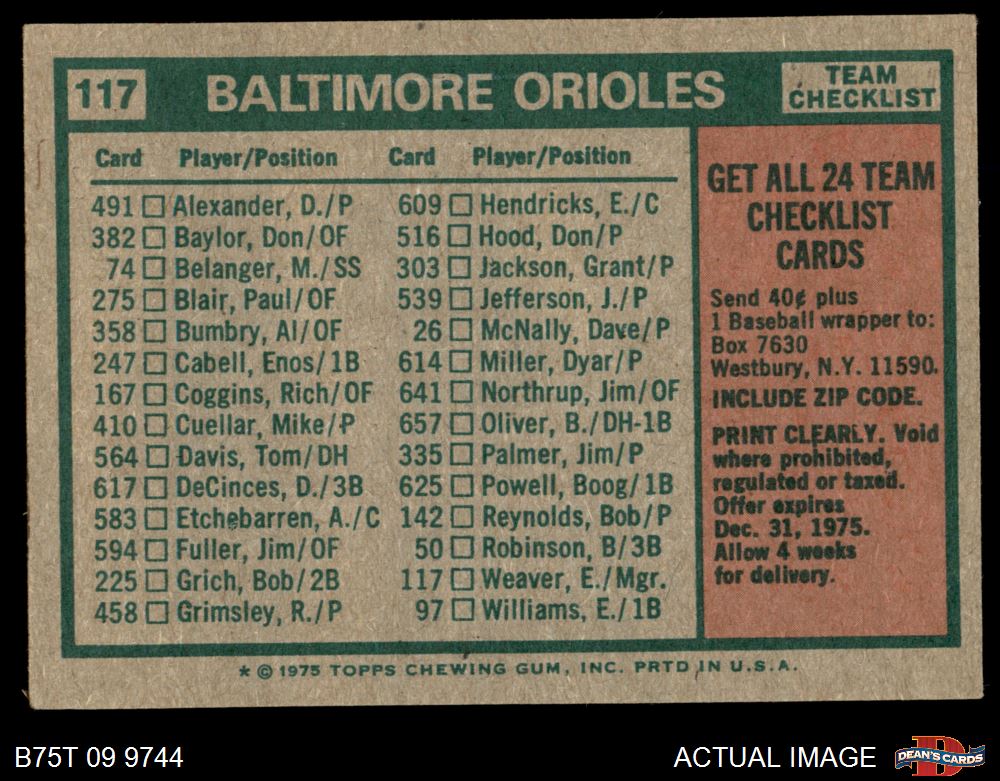 117 BALTIMORE ORIOLES TEAM CHECKLIST
Card Player/Position Card Player/Position
491 Alexander, D./P 609 Hendricks, E./C
382 Baylor, Don/OF 516 Hood, Don/P
74 Belanger, M./SS 303 Jackson, Grant/P
275 Blair, Paul/OF 539 Jefferson, J./P
358 Bumbry, Al/OF 26 McNally, Dave/P
247 Cabell, Enos/1B 614 Miller, Dyar/P
167 Coggins, Rich/OF 641 Northrup, Jim/OF
410 Cuellar, Mike/P 657 Oliver, B./DH-1B
564 Davis, Tom/DH 335 Palmer, Jim/P
617 DeCinces, D./3B 625 Powell, Boog/1B
583 Etchebarren, A./C 142 Reynolds, Bob/P
594 Fuller, Jim/OF 50 Robinson, B/3B
225 Grich, Bob/2B 117 Weaver, E./Mgr.
458 Grimsley, R./P 97 Williams, E./1B
GET ALL 24 TEAM
CHECKLIST
CARDS
Send 40¢ plus
1 Baseball wrapper to:
Box 7630
Westbury, N.Y. 11590.
INCLUDE ZIP CODE.
PRINT CLEARLY. Void
where prohibited,
regulated or taxed.
Offer expires
Dec. 31, 1975.
Allow 4 weeks
for delivery.
* © 1975 TOPPS CHEWING GUM, INC. PRTD IN U.S.A.
B75T 09 9744 ACTUAL IMAGE DEAN'S CARDS